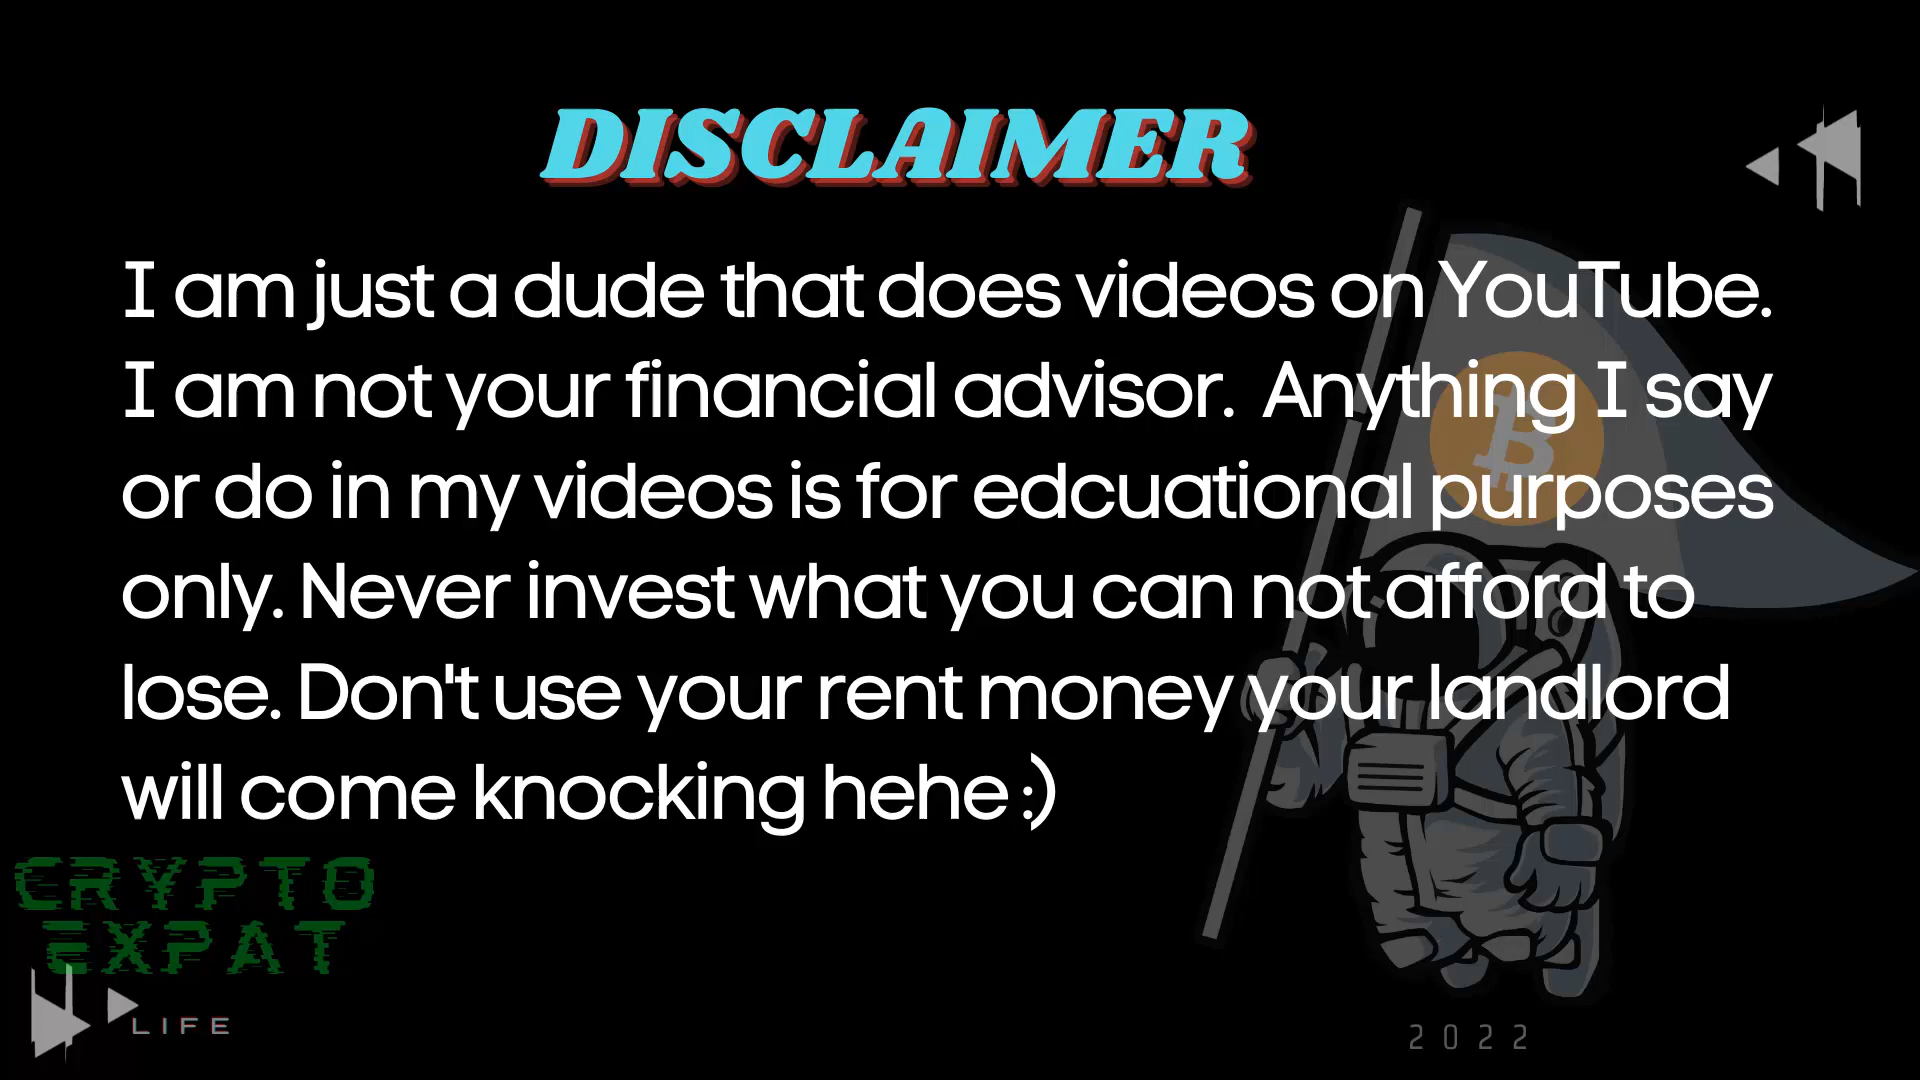 DISCLAIMER
I am just a dude that does videos on YouTube.
I am not your financial advisor.  Anything I say
or do in my videos is for edcuational purposes
only. Never invest what you can not afford to
lose. Don't use your rent money your landlord
will come knocking hehe :)
CRYPTO
EXPAT
LIFE
2022